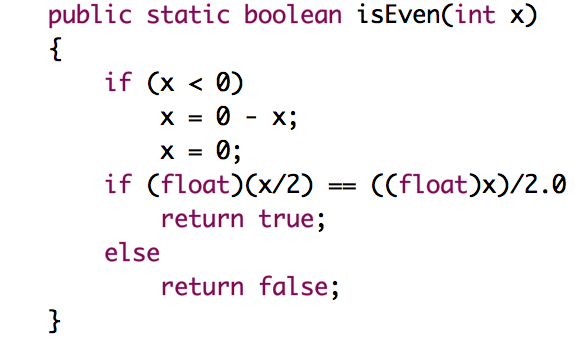 public static boolean isEven(int x)
{
    if (x < 0)
        x = 0 - x;
        x = 0;
    if (float)(x/2) == ((float)x)/2.0
        return true;
    else
        return false;
}